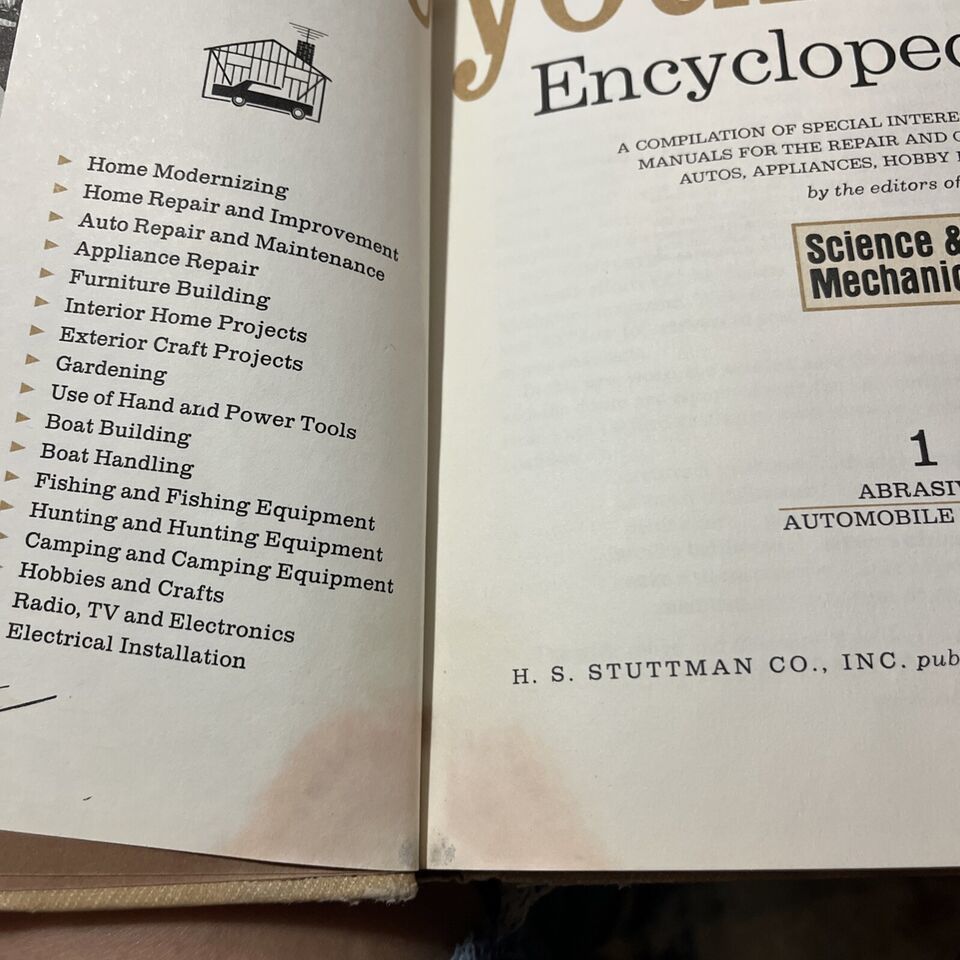 Home Modernizing
Home Repair and Improvement
Auto Repair and Maintenance
Appliance Repair
Furniture Building
Interior Home Projects
Exterior Craft Projects
Gardening
Use of Hand and Power Tools
Boat Building
Boat Handling
Fishing and Fishing Equipment
Hunting and Hunting Equipment
Camping and Camping Equipment
Hobbies and Crafts
Radio, TV and Electronics
Electrical Installation
Encycloped
A COMPILATION OF SPECIAL INTERES
MANUALS FOR THE REPAIR AND
AUTOS, APPLIANCES, HOBBY
by the editors of
Science &
Mechanic
1
ABRASIV
AUTOMOBILE
H. S. STUTTMAN CO., INC. pub